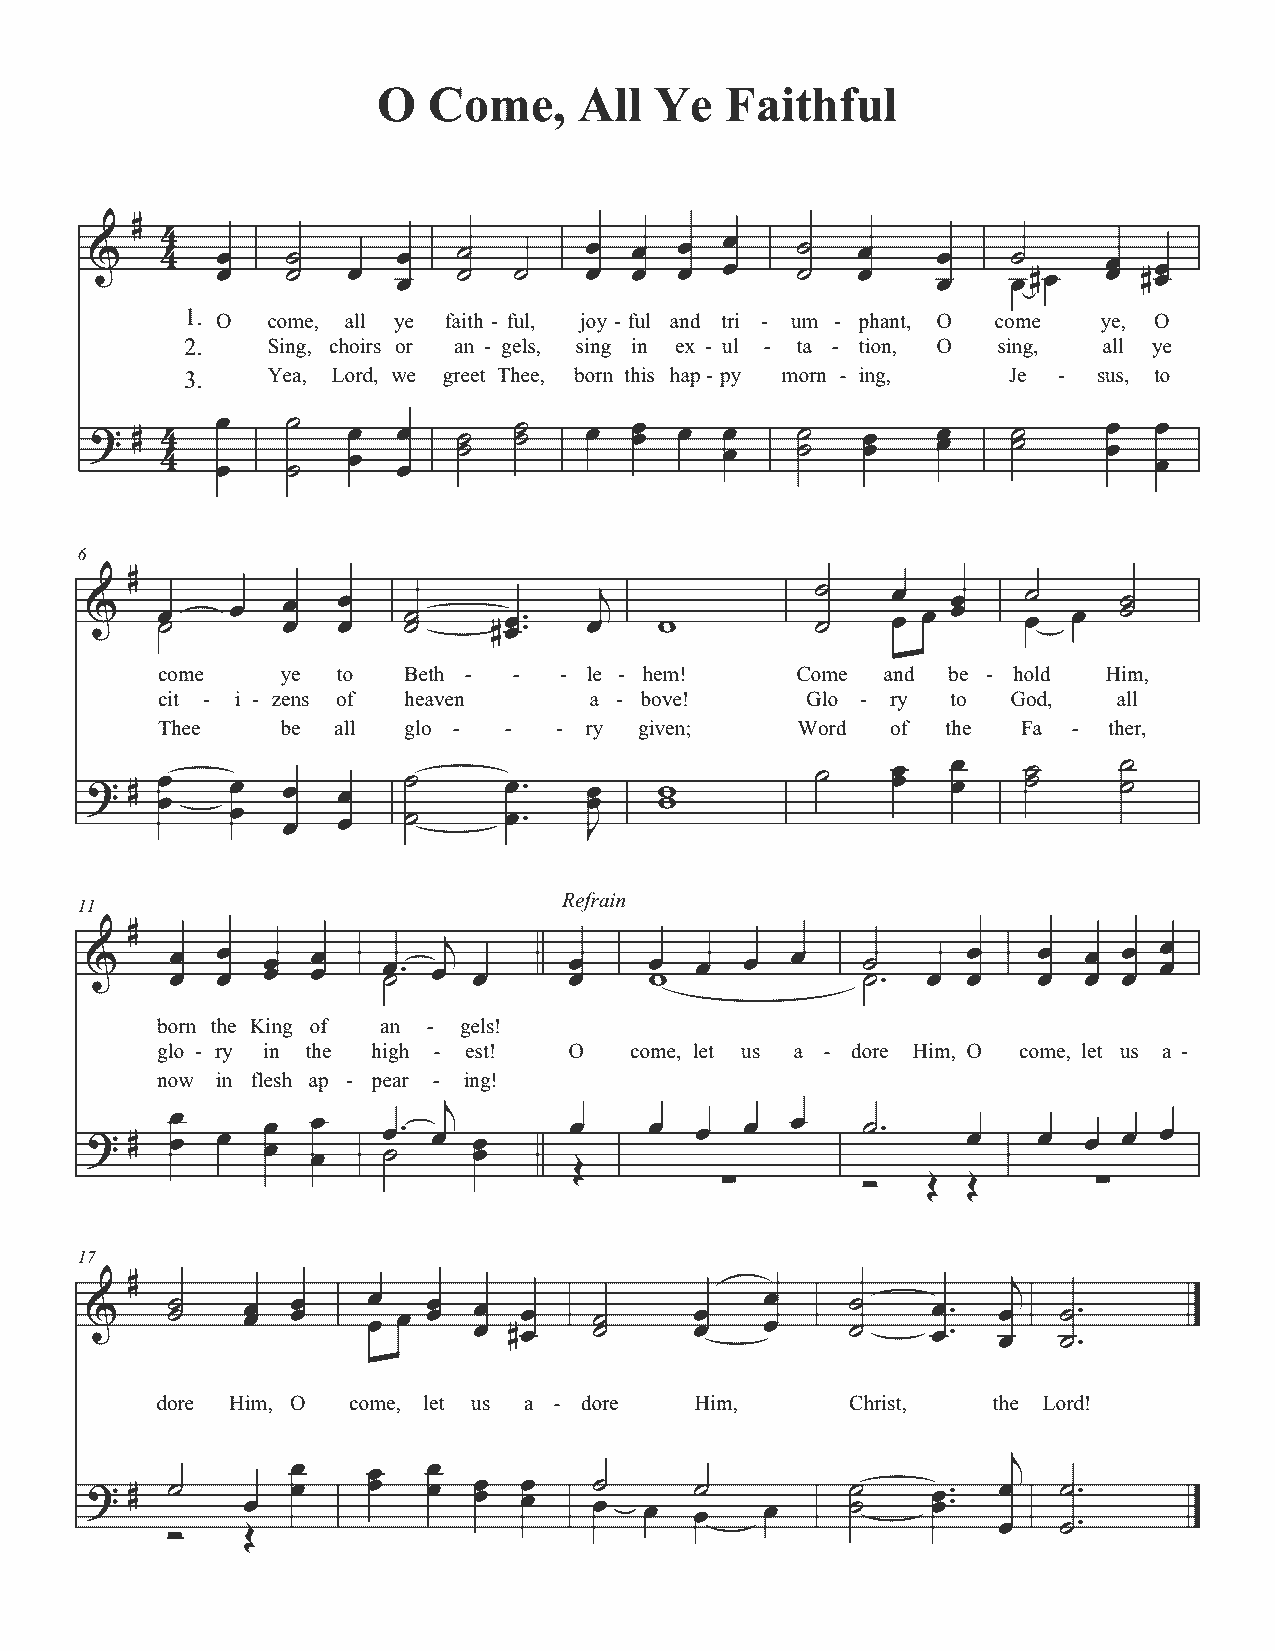 O Come, All Ye Faithful
1. O come, all ye faith - ful, joy - ful and tri - um - phant, O come ye, O
2. Sing, choirs or an - gels, sing in ex - ul - ta - tion, O sing, all ye
3. Yea, Lord, we greet Thee, born this hap - py morn - ing, Je - sus, to
6
come ye to Beth - - - le - hem! Come and be - hold Him,
cit - i - zens of heaven a - bove! Glo - ry to God, all
Thee be all glo - - - ry given; Word of the Fa - ther,
11
Refrain
born the King of an - gels!
glo - ry in the high - est! O come, let us a - dore Him, O come, let us a -
now in flesh ap - pear - ing!
17
dore Him, O come, let us a - dore Him, Christ, the Lord!